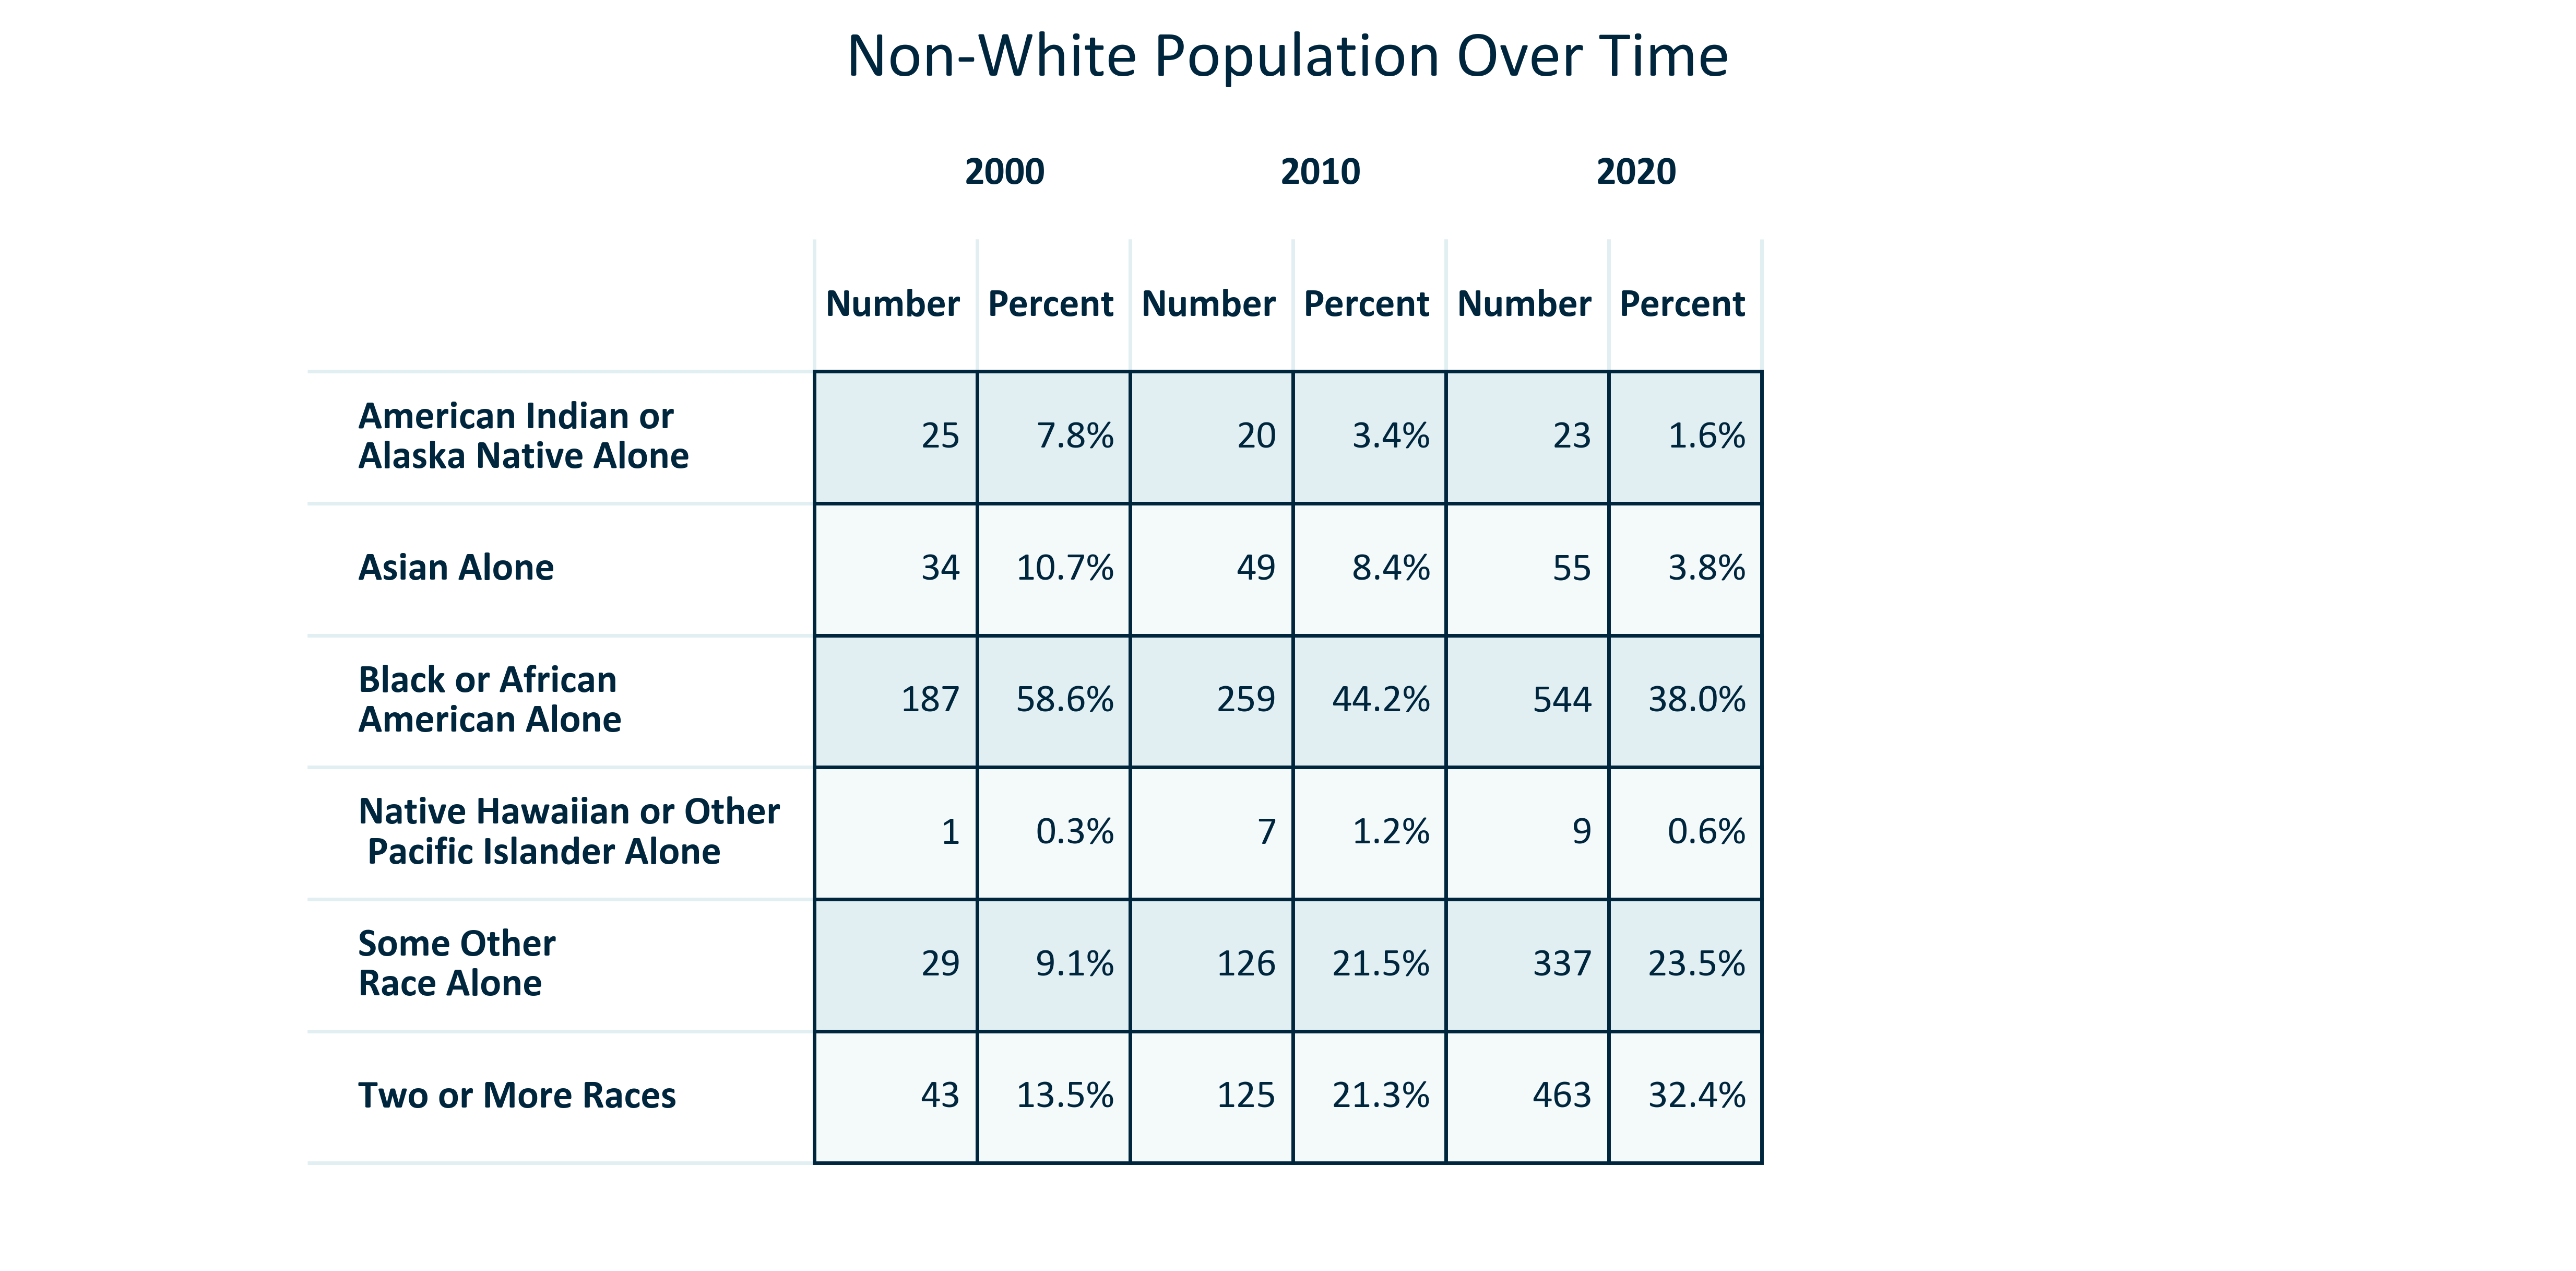 Non-White Population Over Time
2000 2010 2020
Number Percent Number Percent Number Percent
American Indian or
Alaska Native Alone
25 7.8% 20 3.4% 23 1.6%
Asian Alone 34 10.7% 49 8.4% 55 3.8%
Black or African
American Alone
187 58.6% 259 44.2% 544 38.0%
Native Hawaiian or Other
Pacific Islander Alone
1 0.3% 7 1.2% 9 0.6%
Some Other
Race Alone
29 9.1% 126 21.5% 337 23.5%
Two or More Races 43 13.5% 125 21.3% 463 32.4%